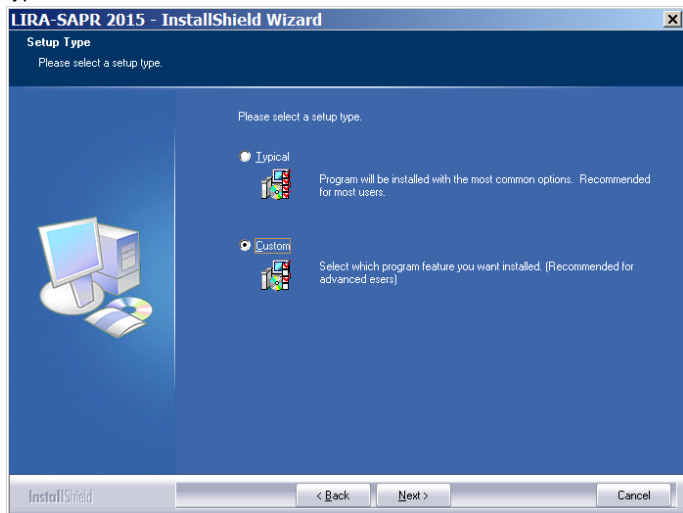 LIRA-SAPR 2015 - InstallShield Wizard
Setup Type
Please select a setup type.
Please select a setup type.
Typical
Program will be installed with the most common options. Recommended
for most users.
Custom
Select which program feature you want installed. (Recommended for
advanced esers)
InstallShield
< Back
Next >
Cancel